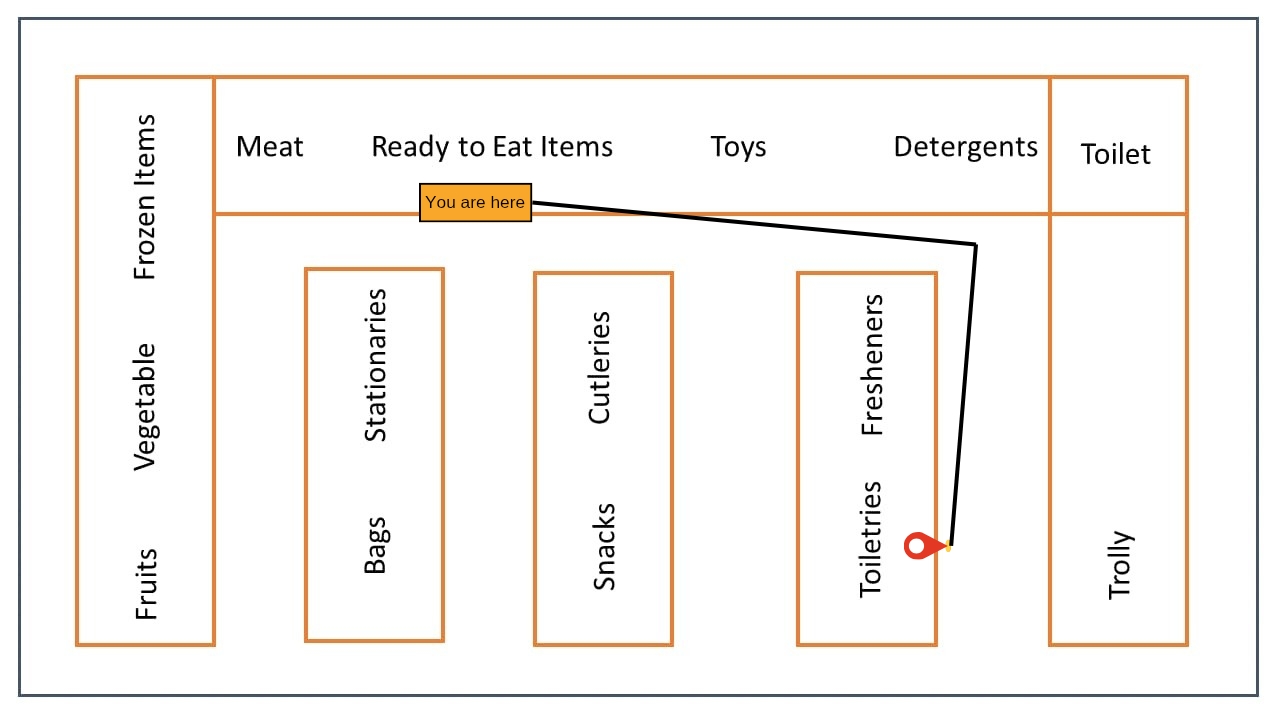 Meat
Ready to Eat Items
Toys
Detergents
Toilet
You are here
Frozen Items
Vegetable
Fruits
Stationaries
Bags
Cutleries
Snacks
Fresheners
Toiletries
Trolly